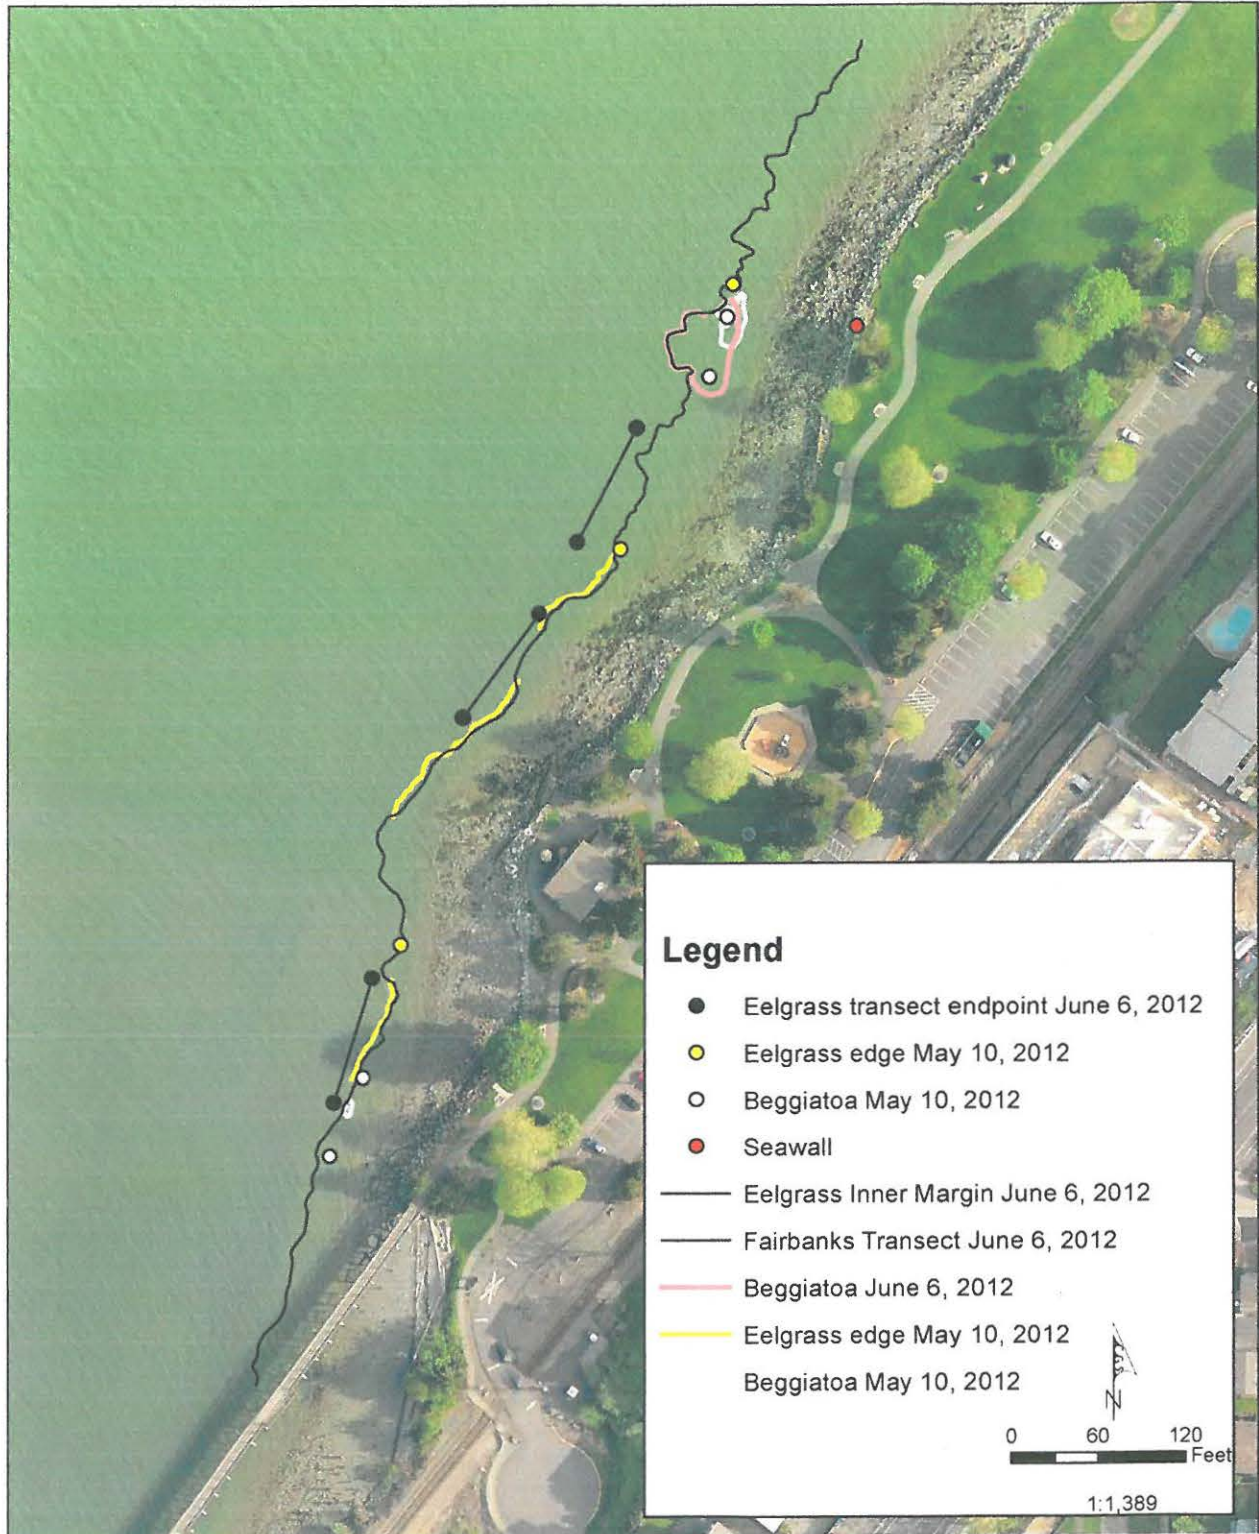 Legend
Eelgrass transect endpoint June 6, 2012
Eelgrass edge May 10, 2012
Beggiatoa May 10, 2012
Seawall
Eelgrass Inner Margin June 6, 2012
Fairbanks Transect June 6, 2012
Beggiatoa June 6, 2012
Eelgrass edge May 10, 2012
Beggiatoa May 10, 2012
N
0 60 120
Feet
1:1,389